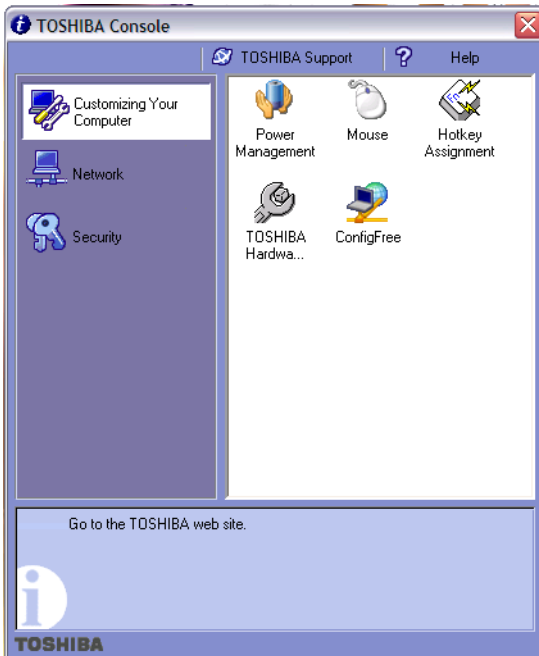 TOSHIBA Console
TOSHIBA Support
? Help
Customizing Your
Computer
Network
Security
Power
Management
Mouse
Hotkey
Assignment
Fn
TOSHIBA
Hardwa...
ConfigFree
Go to the TOSHIBA web site.
i
TOSHIBA